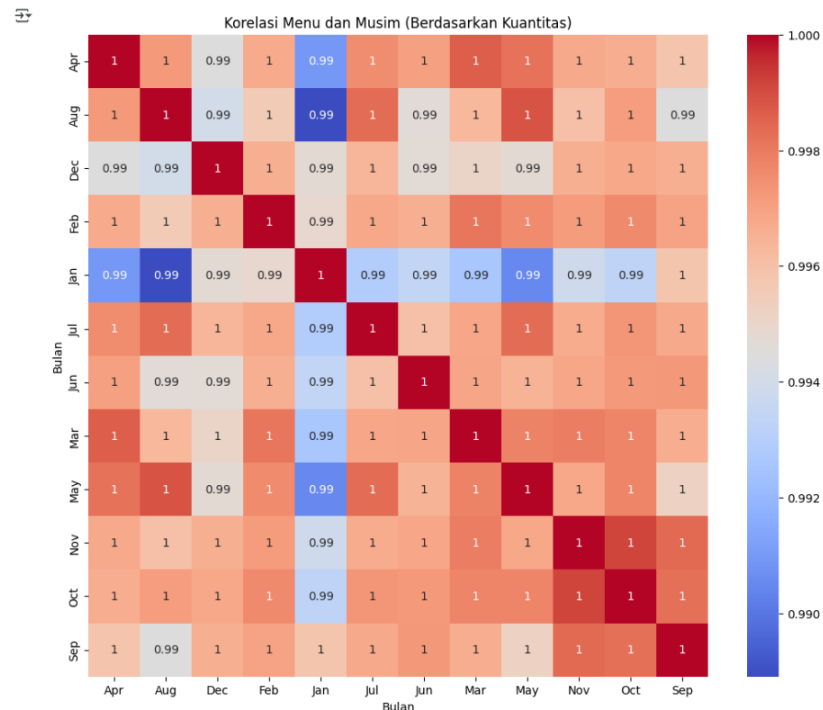 Korelasi Menu dan Musim (Berdasarkan Kuantitas)
Apr 1 1 0.99 1 0.99 1 1 1 1 1 1 1
Aug 1 1 0.99 1 0.99 1 0.99 1 1 1 1 0.99
Dec 0.99 0.99 1 1 0.99 1 0.99 1 0.99 1 1 1
Feb 1 1 1 1 0.99 1 1 1 1 1 1 1
Jan 0.99 0.99 0.99 0.99 1 0.99 0.99 0.99 0.99 0.99 0.99 1
Jul 1 1 1 1 0.99 1 1 1 1 1 1 1
Jun 1 0.99 0.99 1 0.99 1 1 1 1 1 1 1
Mar 1 1 1 1 0.99 1 1 1 1 1 1 1
May 1 1 0.99 1 0.99 1 1 1 1 1 1 1
Nov 1 1 1 1 0.99 1 1 1 1 1 1 1
Oct 1 1 1 1 0.99 1 1 1 1 1 1 1
Sep 1 0.99 1 1 1 1 1 1 1 1 1 1
Apr Aug Dec Feb Jan Jul Jun Mar May Nov Oct Sep
Bulan
Bulan
1.000
0.998
0.996
0.994
0.992
0.990